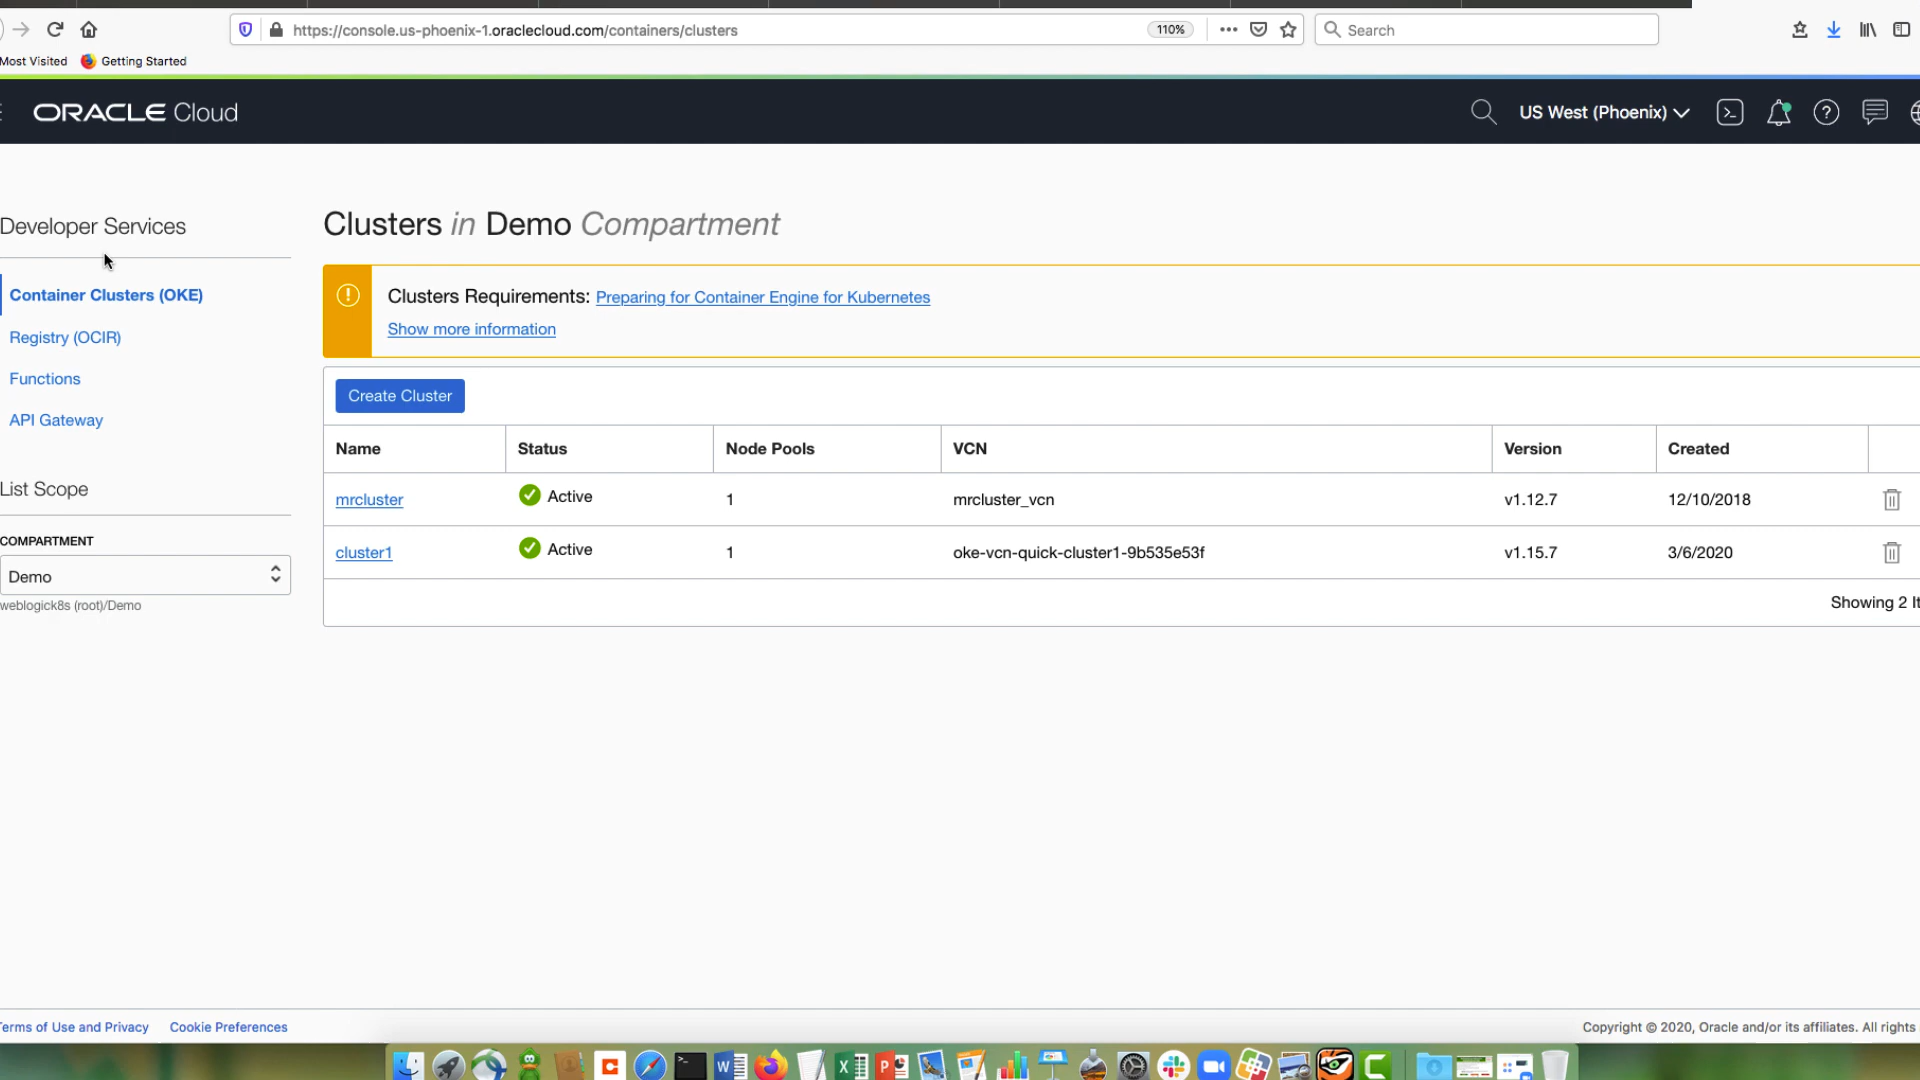 https://console.us-phoenix-1.oraclecloud.com/containers/clusters
110%
Search
Most Visited
Getting Started
ORACLE Cloud
US West (Phoenix)
Developer Services
Container Clusters (OKE)
Registry (OCIR)
Functions
API Gateway
List Scope
COMPARTMENT
Demo
weblogick8s (root)/Demo
Clusters in Demo Compartment
Clusters Requirements: Preparing for Container Engine for Kubernetes
Show more information
Create Cluster
Name Status Node Pools VCN Version Created
mrcluster Active 1 mrcluster_vcn v1.12.7 12/10/2018
cluster1 Active 1 oke-vcn-quick-cluster1-9b535e53f v1.15.7 3/6/2020
Showing 2 It
Terms of Use and Privacy Cookie Preferences
Copyright © 2020, Oracle and/or its affiliates. All rights